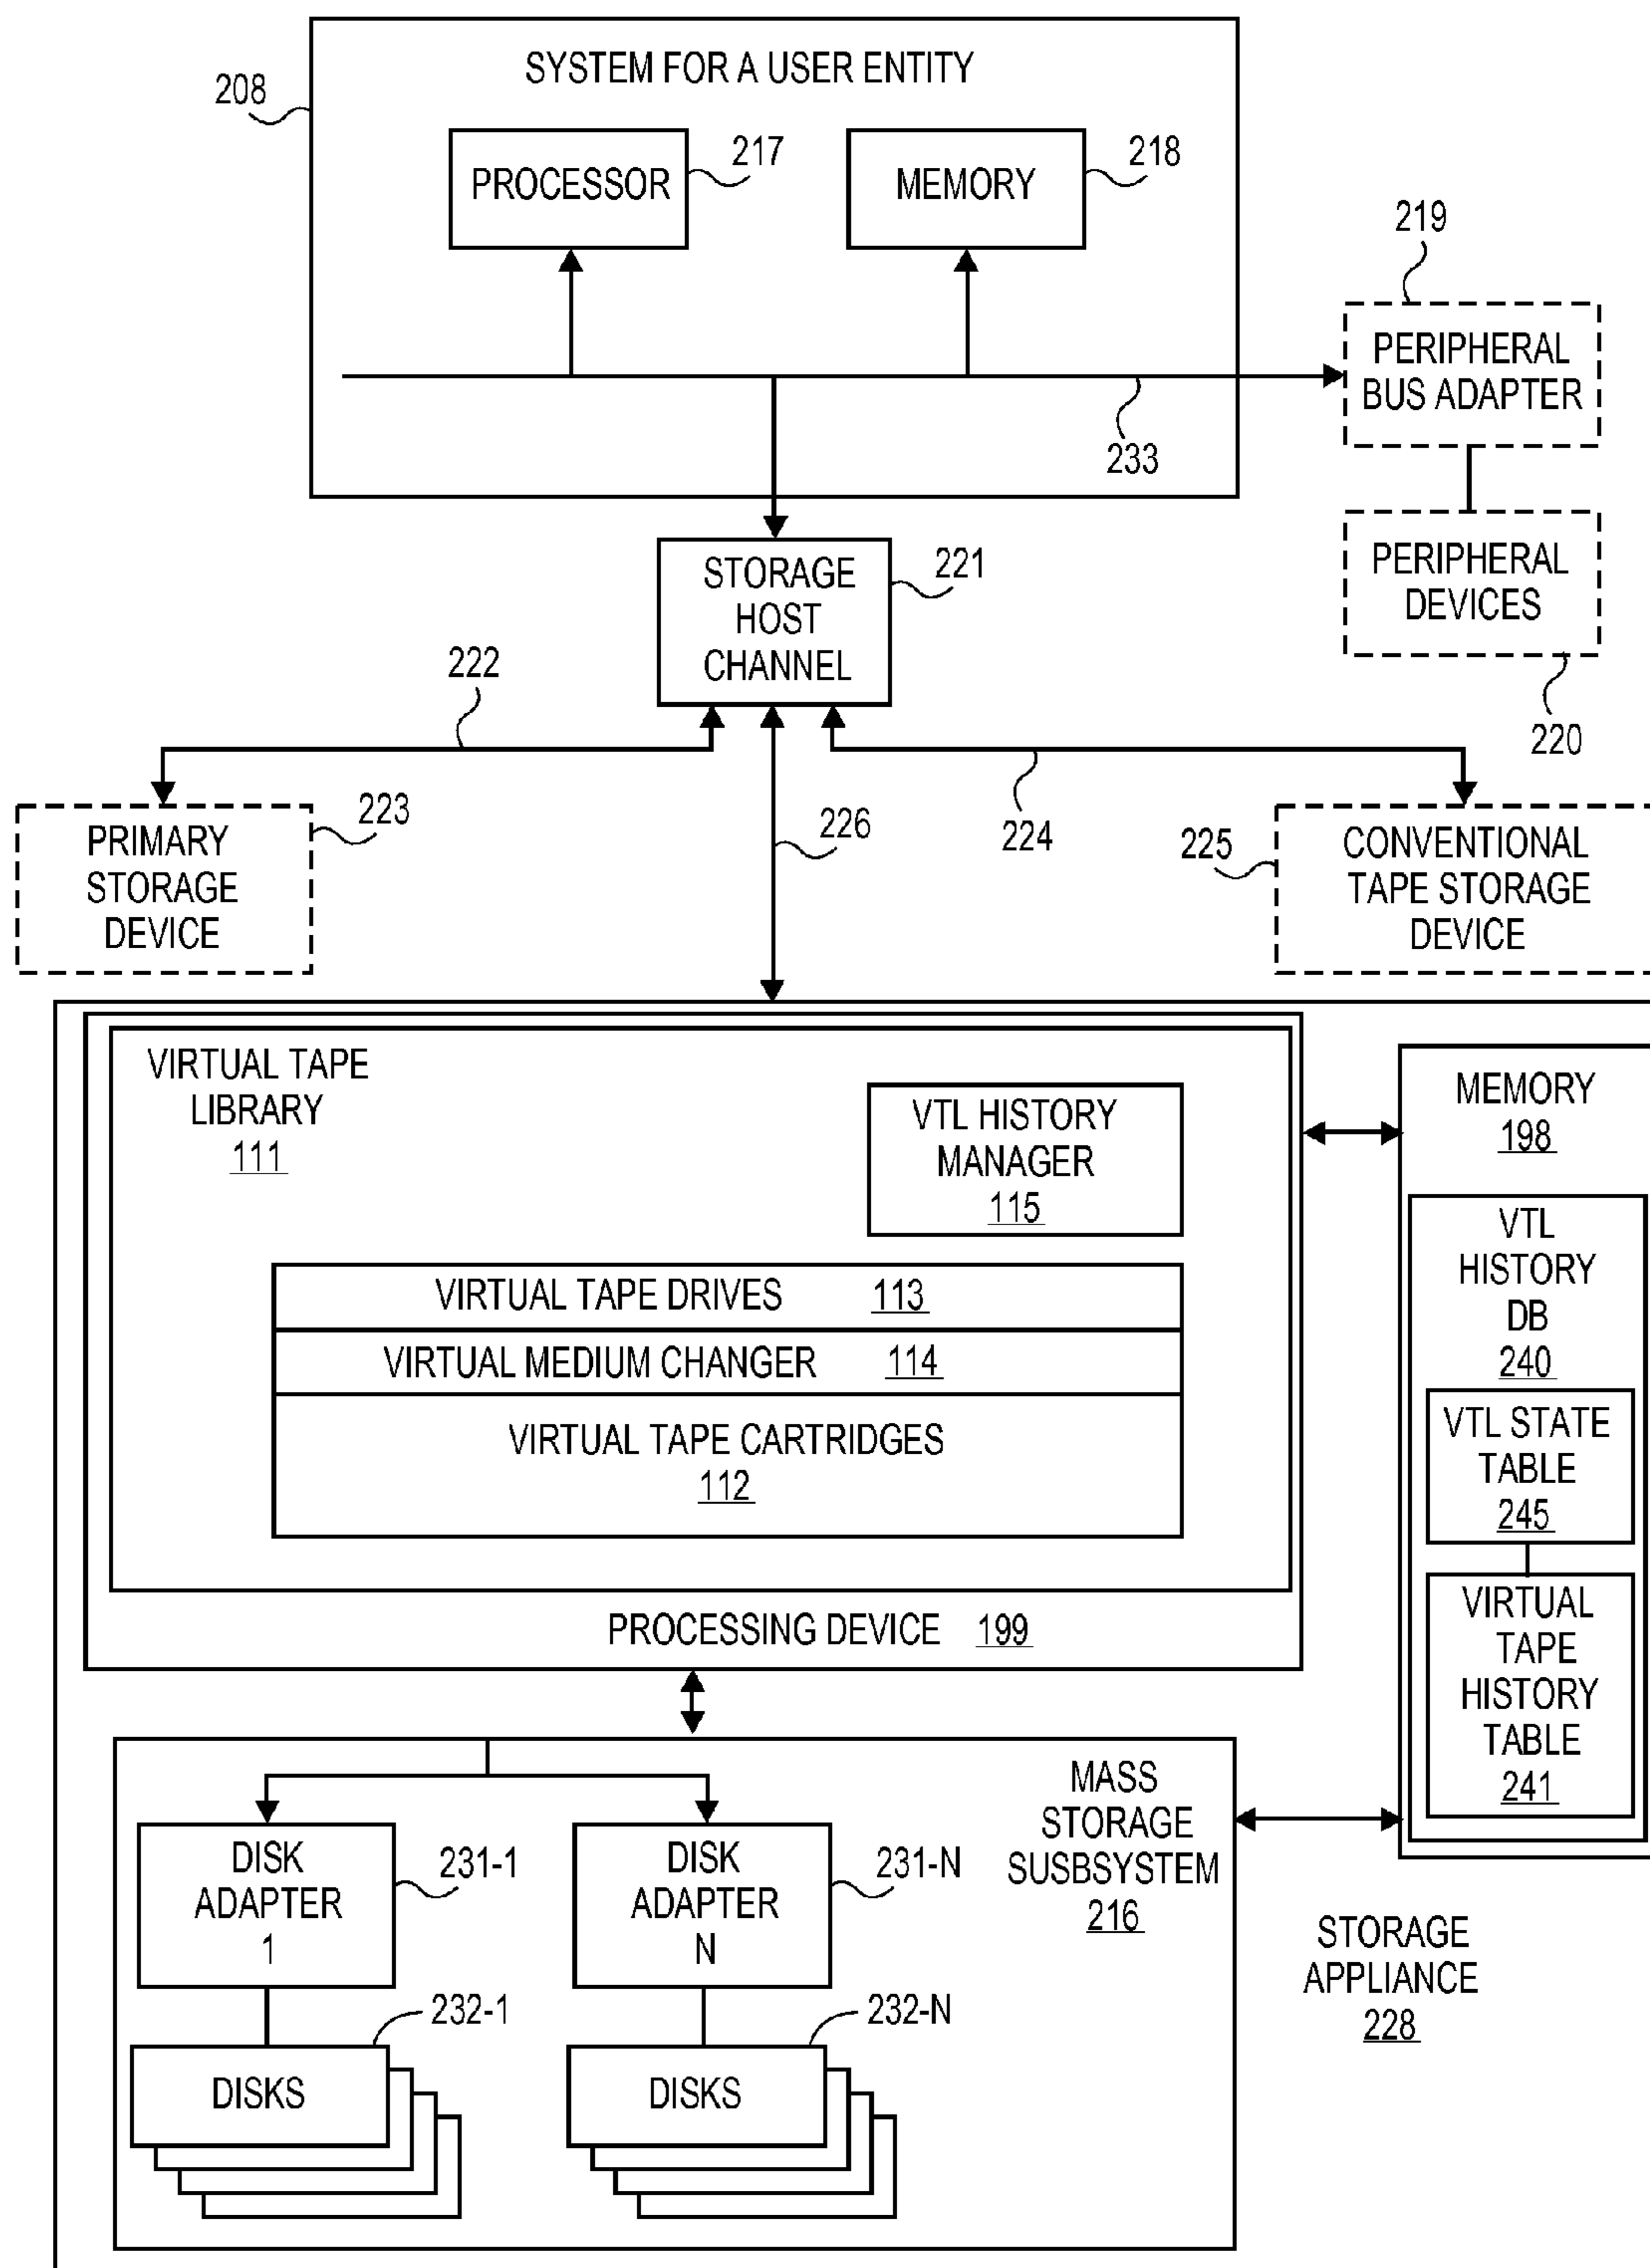 SYSTEM FOR A USER ENTITY
208
PROCESSOR
217
MEMORY
218
219
PERIPHERAL
BUS ADAPTER
233
PERIPHERAL
DEVICES
220
STORAGE
HOST
CHANNEL
221
222
224
226
PRIMARY
STORAGE
DEVICE
223
225
CONVENTIONAL
TAPE STORAGE
DEVICE
VIRTUAL TAPE
LIBRARY
111
VTL HISTORY
MANAGER
115
VIRTUAL TAPE DRIVES 113
VIRTUAL MEDIUM CHANGER 114
VIRTUAL TAPE CARTRIDGES
112
PROCESSING DEVICE 199
MEMORY
198
VTL
HISTORY
DB
240
VTL STATE
TABLE
245
VIRTUAL
TAPE
HISTORY
TABLE
241
MASS
STORAGE
SUSBSYSTEM
216
DISK
ADAPTER
1
231-1
DISK
ADAPTER
N
231-N
232-1
DISKS
232-N
DISKS
STORAGE
APPLIANCE
228